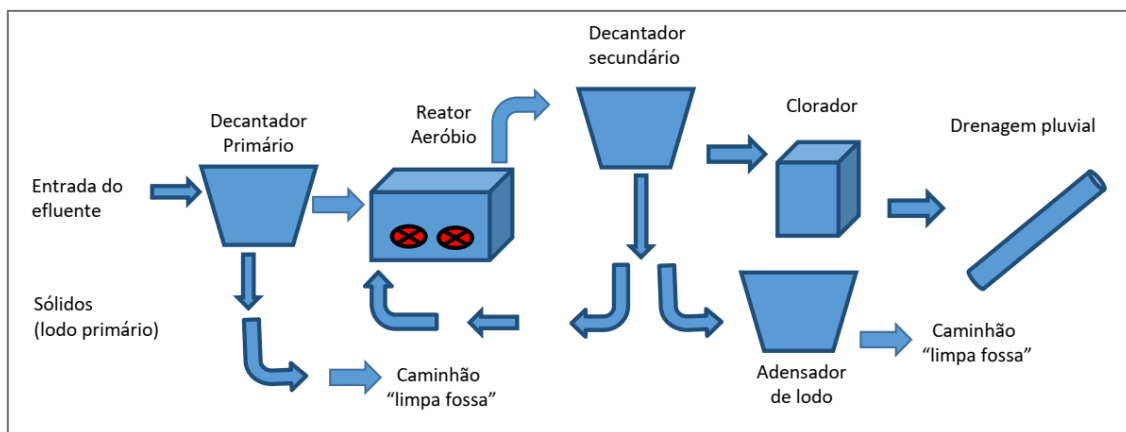 Decantador
secundário
Reator
Aeróbio
Clorador
Decantador
Primário
Drenagem pluvial
Entrada do
efluente
Sólidos
(lodo primário)
Caminhão
“limpa fossa”
Adensador
de lodo
Caminhão
“limpa fossa”